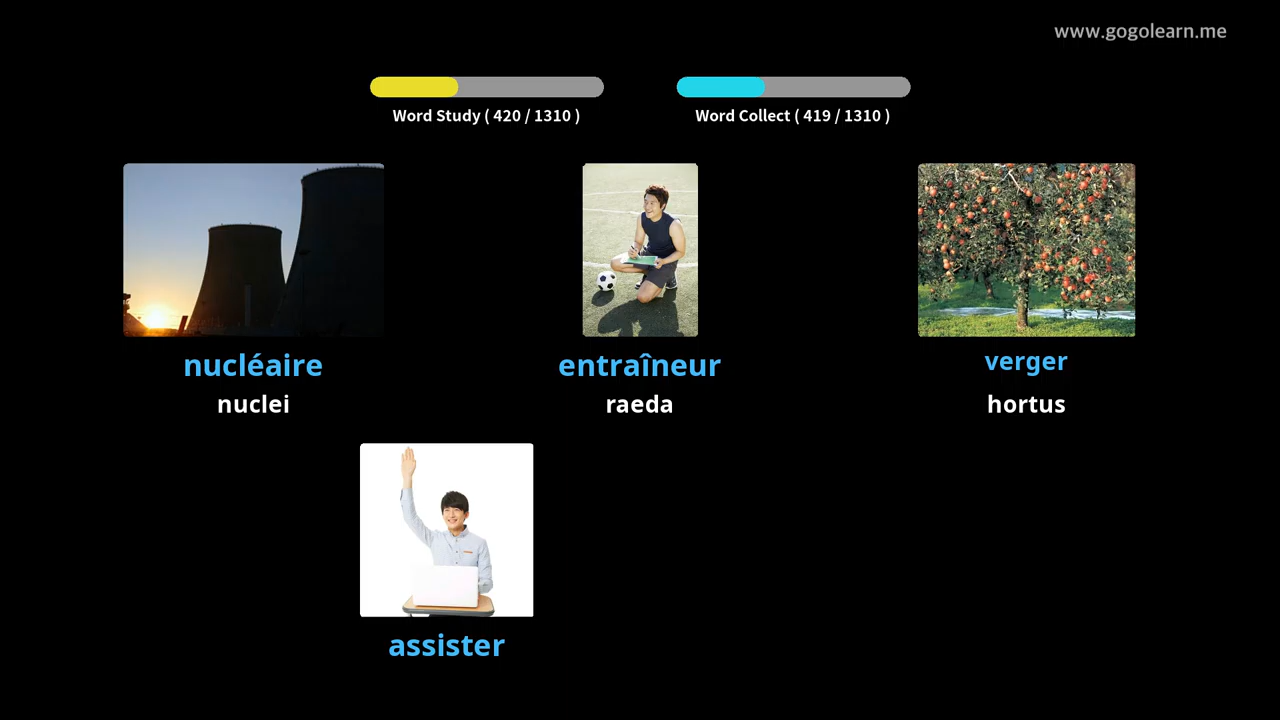 www.gogolearn.me
Word Study ( 420 / 1310 )
Word Collect ( 419 / 1310 )
nucléaire
nuclei
entraîneur
raeda
verger
hortus
assister